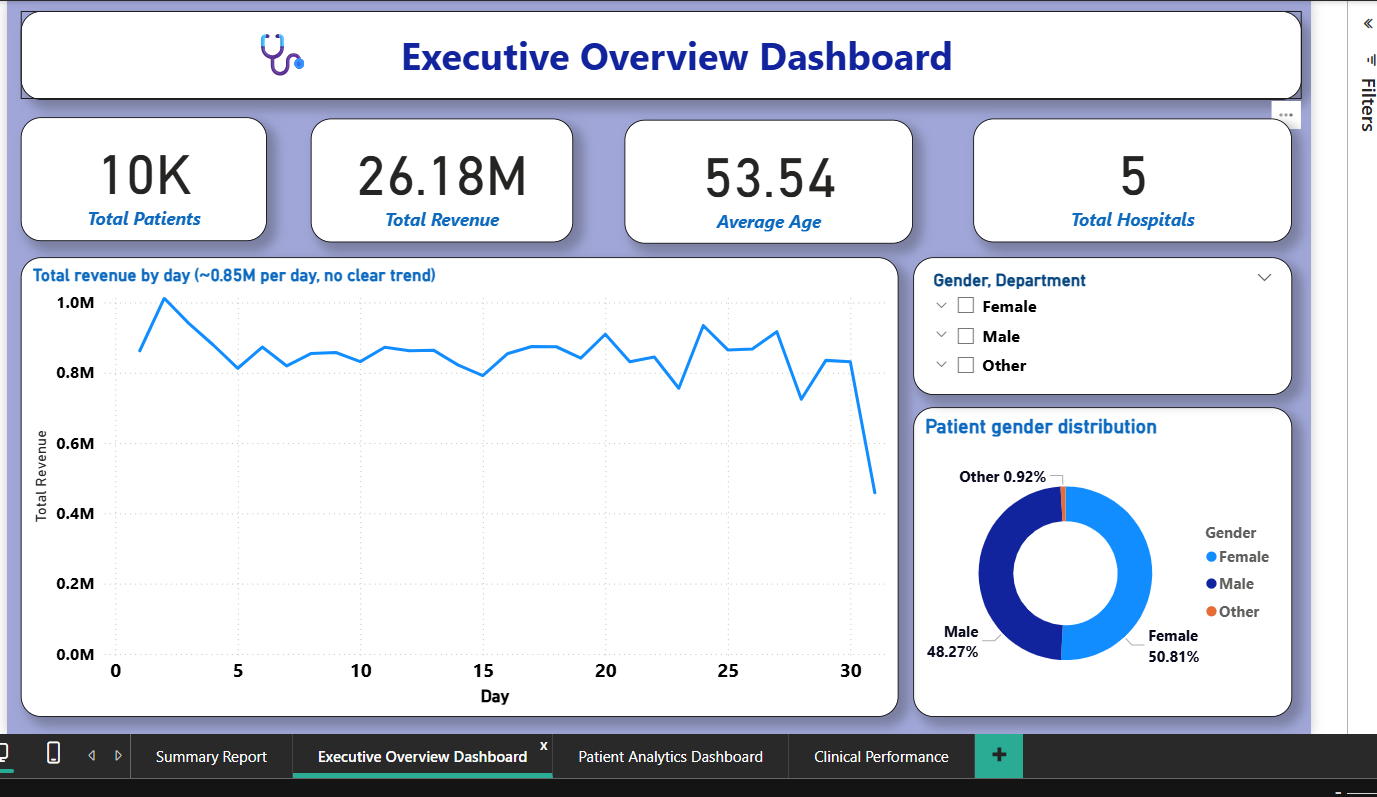 Executive Overview Dashboard
Filters
10K
Total Patients
26.18M
Total Revenue
53.54
Average Age
5
Total Hospitals
Total revenue by day (~0.85M per day, no clear trend)
Total Revenue
1.0M
0.8M
0.6M
0.4M
0.2M
0.0M
0 5 10 15 20 25 30
Day
Gender, Department
Female
Male
Other
Patient gender distribution
Other 0.92%
Male
48.27%
Female
50.81%
Gender
Female
Male
Other
Summary Report
Executive Overview Dashboard x
Patient Analytics Dashboard
Clinical Performance
+